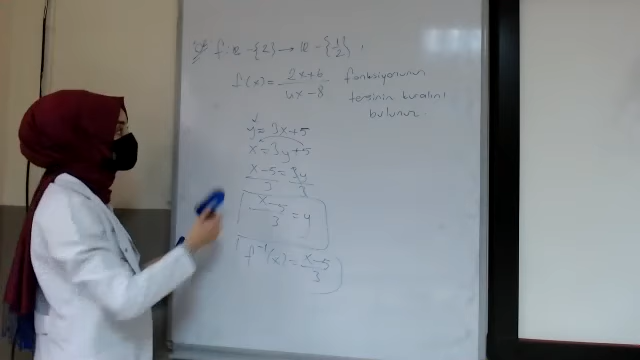 f: R - {2} → R - {1/2},
f(x) = 2x+6 / 4x-8 fonksiyonunun
tersinin kuralını
bulunuz
y = 3x+5
x = 3y+5
x-5/3 = 3y/3
x-5/3 = y
f⁻¹(x) = x-5/3